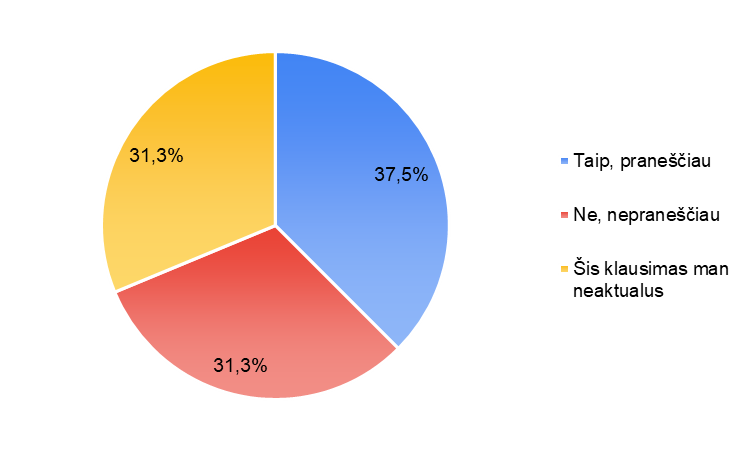 31,3%
37,5%
31,3%
Taip, praneščiau
Ne, nepraneščiau
Šis klausimas man
neaktualus